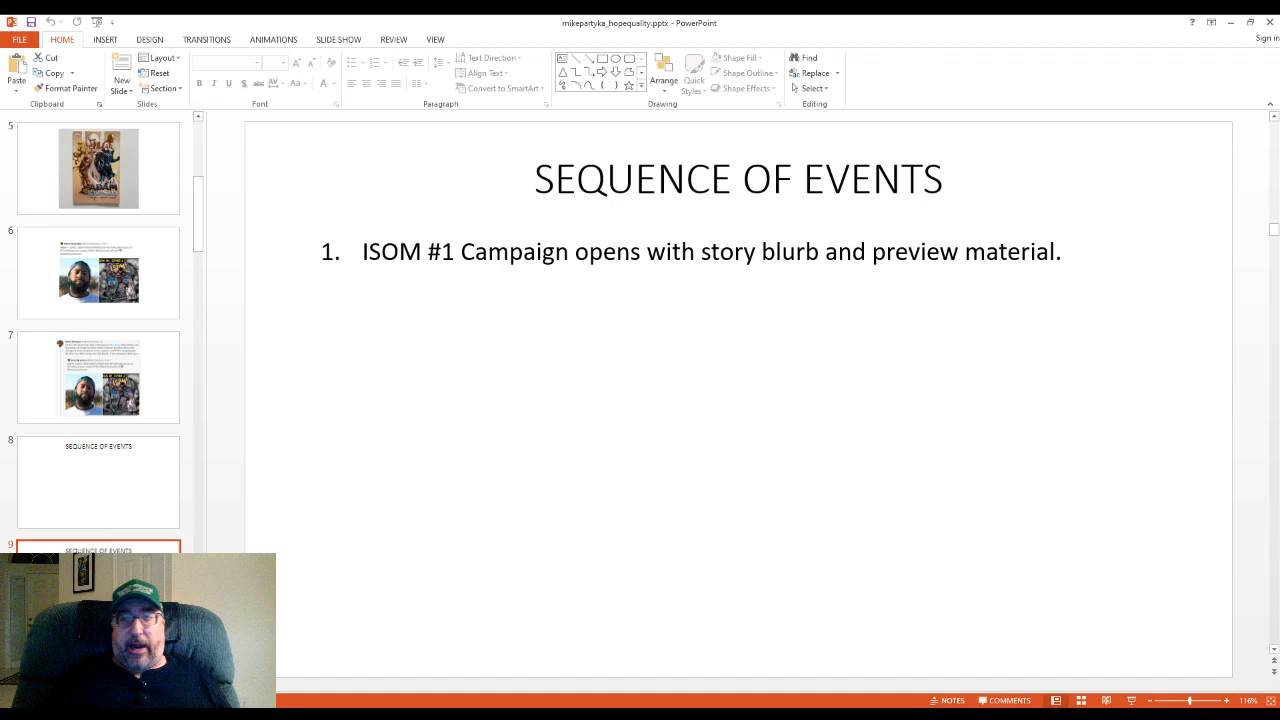 mikepartyka_hopequality.pptx - PowerPoint
?
FILE HOME INSERT DESIGN TRANSITIONS ANIMATIONS SLIDE SHOW REVIEW VIEW
Sign in
Paste
Cut
Copy
Format Painter
Clipboard
New Slide
Layout
Reset
Section
Slides
B I U S abc AV Aa A
Font
Text Direction
Align Text
Convert to SmartArt
Paragraph
Arrange
Quick Styles
Shape Fill
Shape Outline
Shape Effects
Drawing
Find
Replace
Select
Editing
5
6
7
8
SEQUENCE OF EVENTS
9
SEQUENCE OF EVENTS
SEQUENCE OF EVENTS
1. ISOM #1 Campaign opens with story blurb and preview material.
NOTES COMMENTS 116%